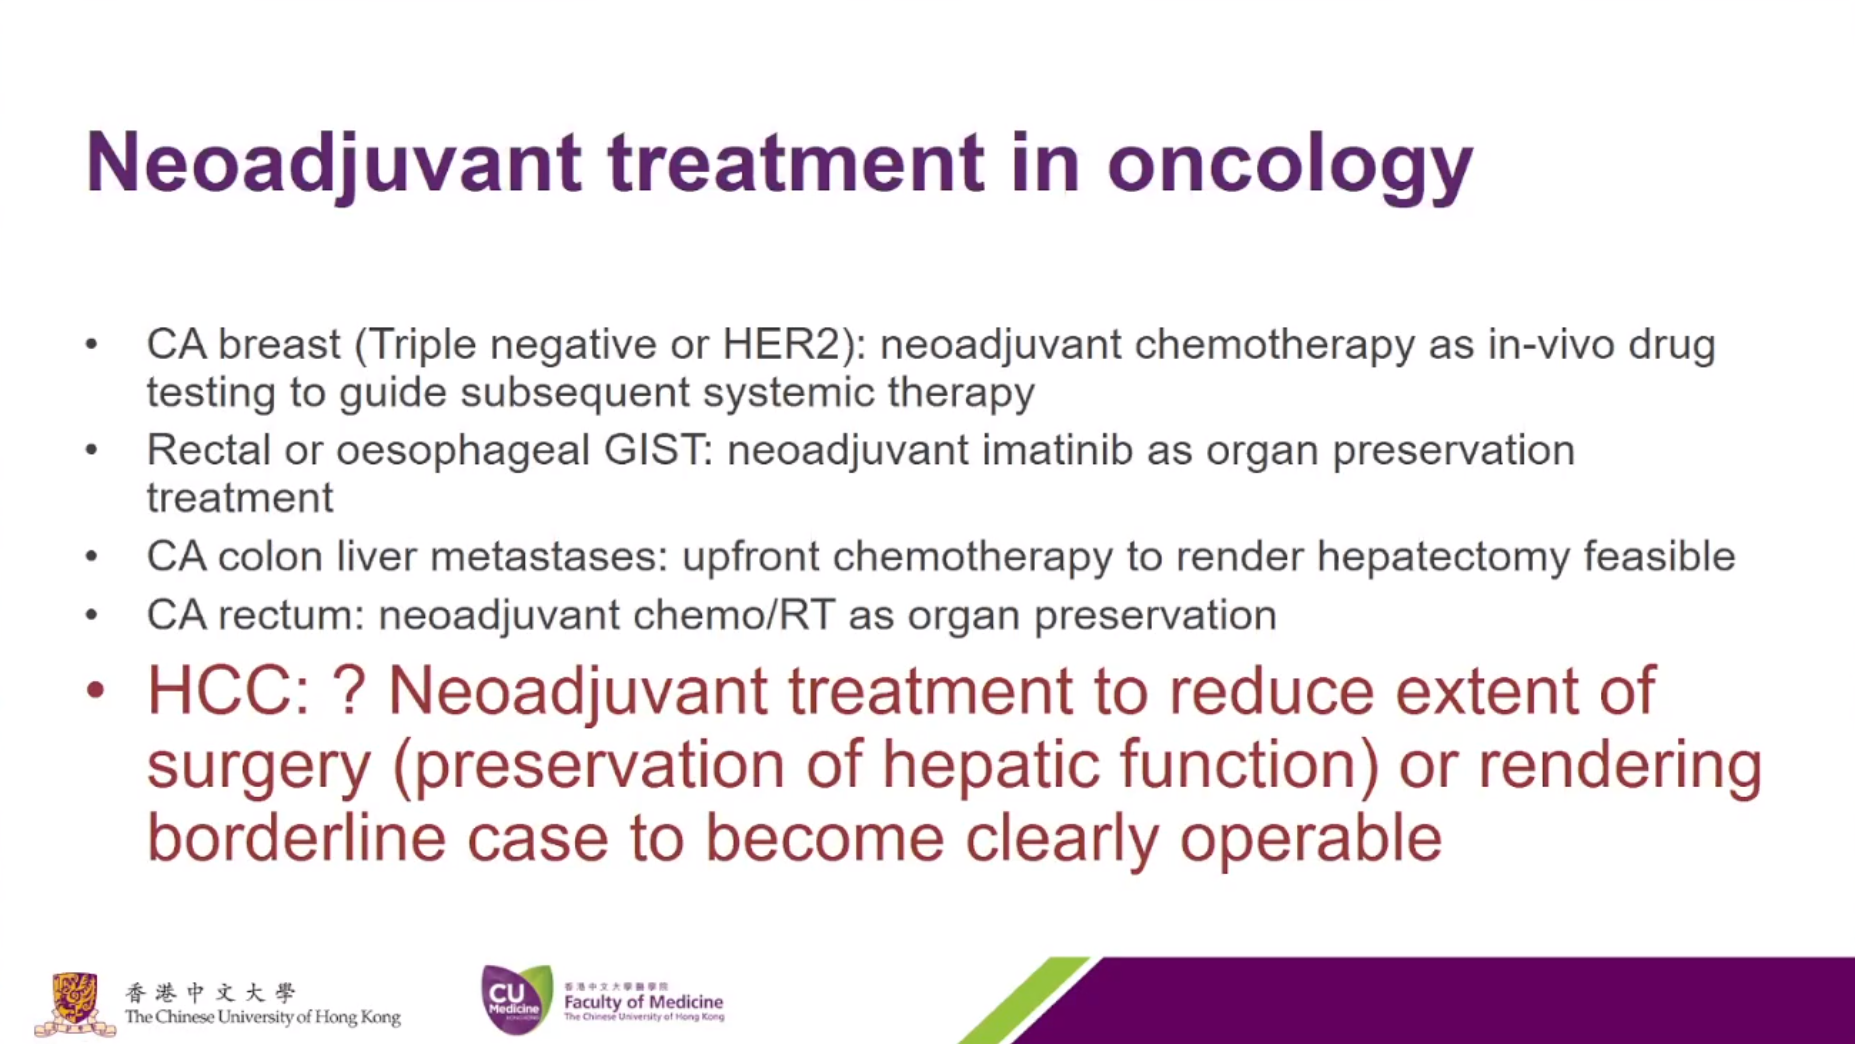 Neoadjuvant treatment in oncology
• CA breast (Triple negative or HER2): neoadjuvant chemotherapy as in-vivo drug
testing to guide subsequent systemic therapy
• Rectal or oesophageal GIST: neoadjuvant imatinib as organ preservation
treatment
• CA colon liver metastases: upfront chemotherapy to render hepatectomy feasible
• CA rectum: neoadjuvant chemo/RT as organ preservation
• HCC: ? Neoadjuvant treatment to reduce extent of
surgery (preservation of hepatic function) or rendering
borderline case to become clearly operable
香港中文大學
The Chinese University of Hong Kong
CU
Medicine
HONG KONG
香港中文大學醫學院
Faculty of Medicine
The Chinese University of Hong Kong